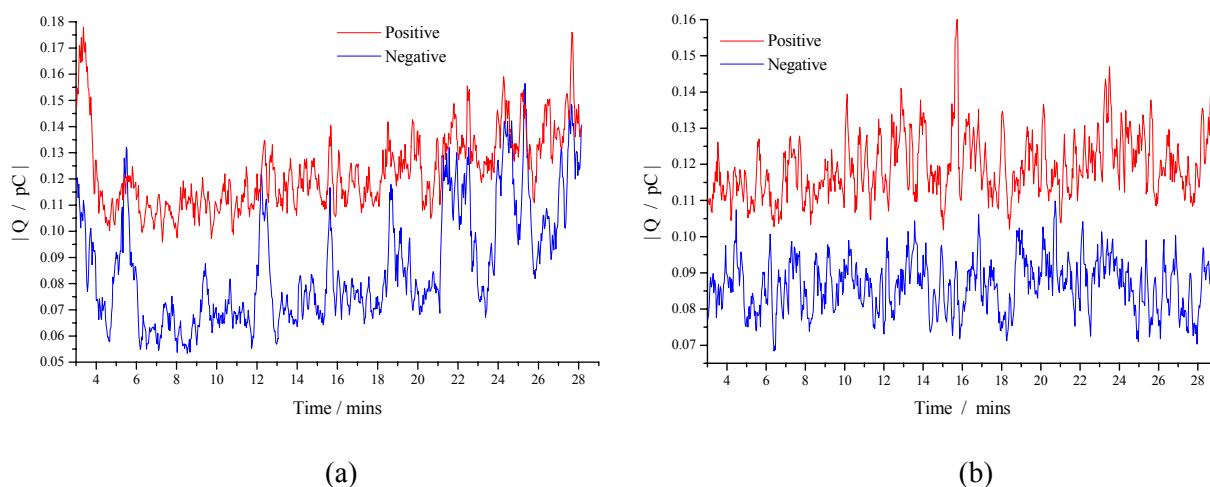 0.18
0.17
0.16
0.15
0.14
0.13
0.12
0.11
0.10
0.09
0.08
0.07
0.06
0.05
| Q / pC |
Positive
Negative
4 6 8 10 12 14 16 18 20 22 24 26 28
Time / mins
(a)
0.16
0.15
0.13
0.12
0.10
0.09
0.08
0.07
| Q / pC |
Positive
Negative
4 6 8 10 12 14 16 18 20 22 24 26 28
Time / mins
(b)